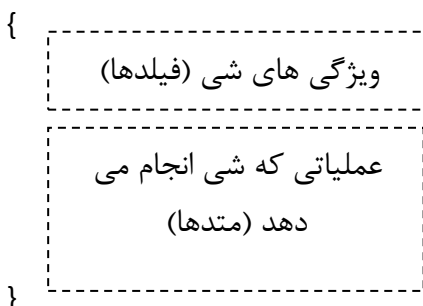 {
ویژگی های شی (فیلدها)
عملیاتی که شی انجام می
دهد (متدها)
}